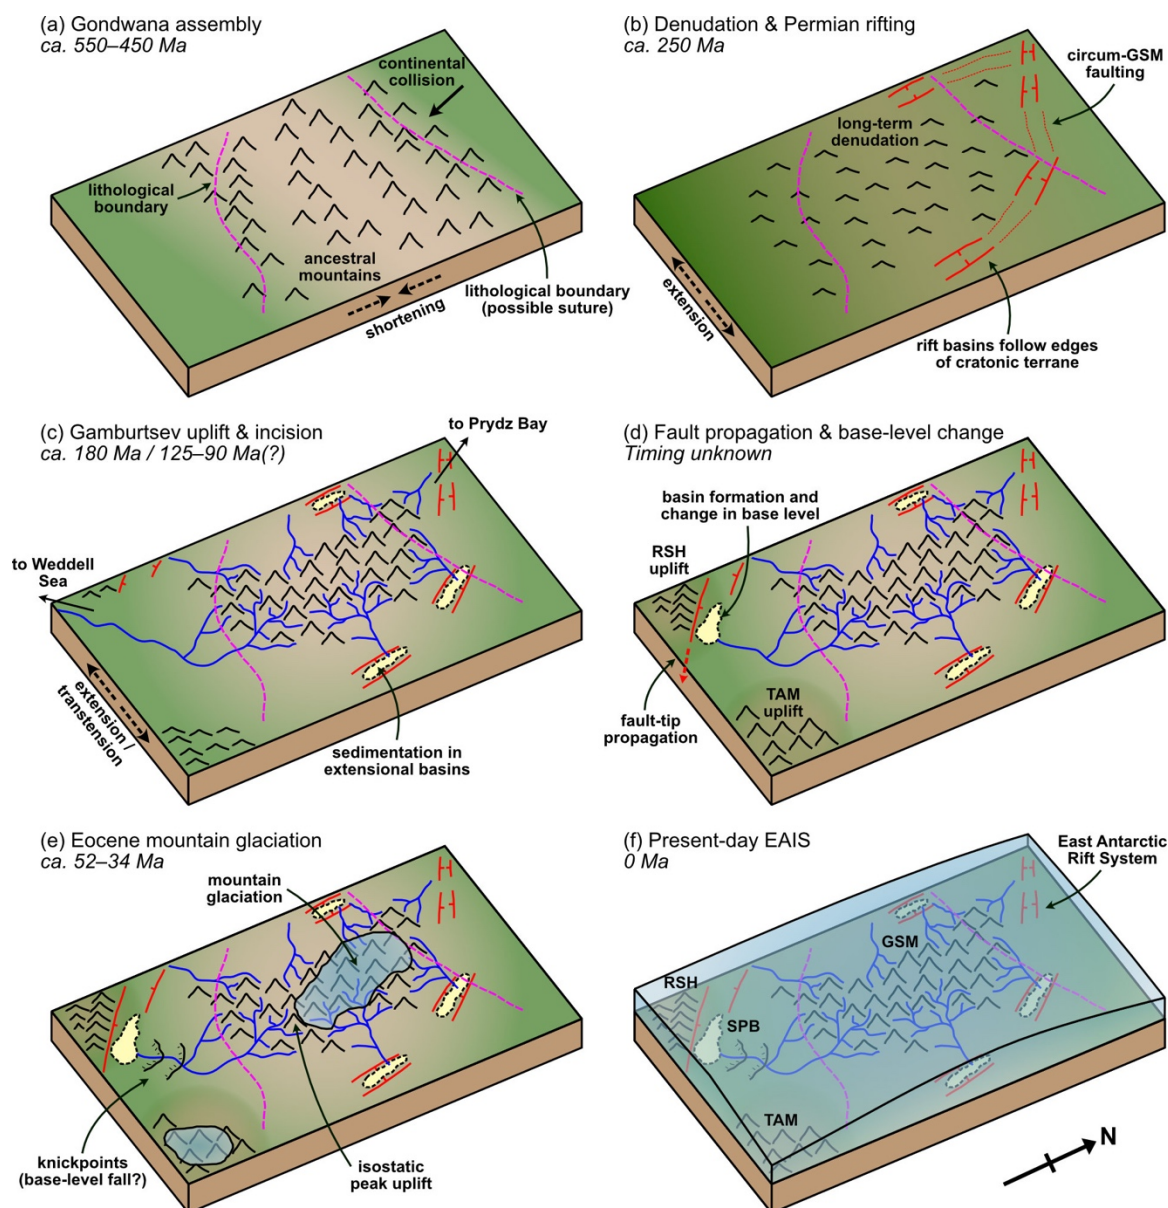 (a) Gondwana assembly
ca. 550–450 Ma
continental
collision
lithological
boundary
ancestral
mountains
shortening
lithological boundary
(possible suture)
(b) Denudation & Permian rifting
ca. 250 Ma
circum-GSM
faulting
long-term
denudation
extension
rift basins follow edges
of cratonic terrane
(c) Gamburtsev uplift & incision
ca. 180 Ma / 125–90 Ma(?)
to Prydz Bay
to Weddell
Sea
extension /
transtension
sedimentation in
extensional basins
(d) Fault propagation & base-level change
Timing unknown
basin formation and
change in base level
RSH
uplift
TAM
uplift
fault-tip
propagation
(e) Eocene mountain glaciation
ca. 52–34 Ma
mountain
glaciation
knickpoints
(base-level fall?)
isostatic
peak uplift
(f) Present-day EAIS
0 Ma
East Antarctic
Rift System
GSM
RSH
SPB
TAM
N